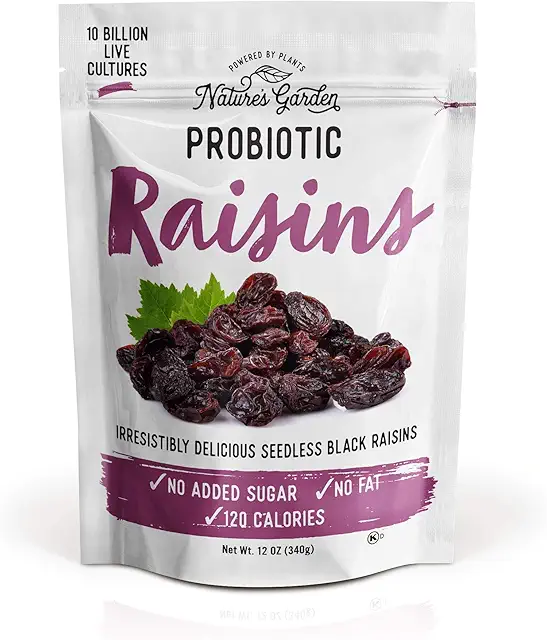 10 BILLION
LIVE
CULTURES
POWERED BY PLANTS
Nature's Garden
PROBIOTIC
Raisins
IRRESISTIBLY DELICIOUS SEEDLESS BLACK RAISINS
✓NO ADDED SUGAR ✓NO FAT
✓120 CALORIES
Net Wt. 12 OZ (340g)
K D